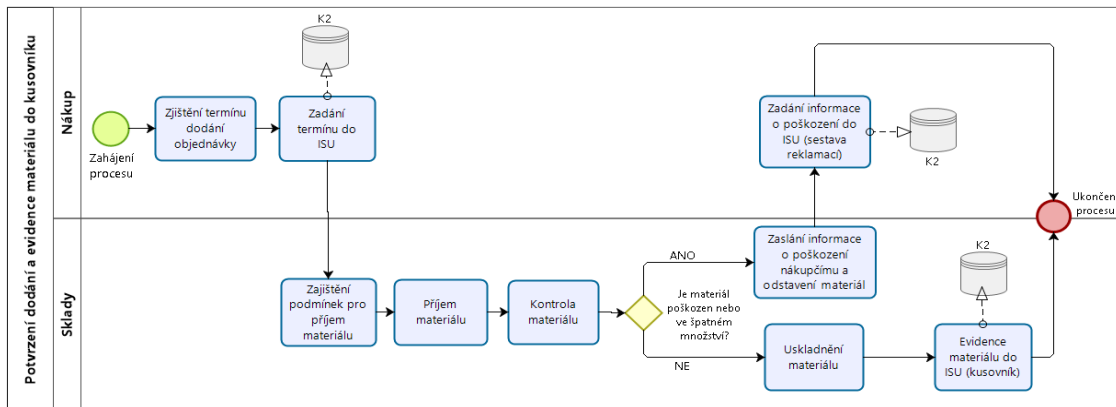 Potvrzení dodání a evidence materiálu do kusovníku
Nákup
Zahájení
procesu
Zjištění termínu
dodání
objednávky
K2
Zadání
termínu do
ISU
Zadání informace
o poškození do
ISU (sestava
reklamací)
K2
Ukončen
procesu
Sklady
Zajištění
podmínek pro
příjem
materiálu
Příjem
materiálu
Kontrola
materiálu
ANO
Je materiál
poškozen nebo
ve špatném
množství?
NE
Zaslání informace
o poškození
nákupčímu a
odstavení materiál
Uskladnění
materiálu
K2
Evidence
materiálu do
ISU (kusovník)